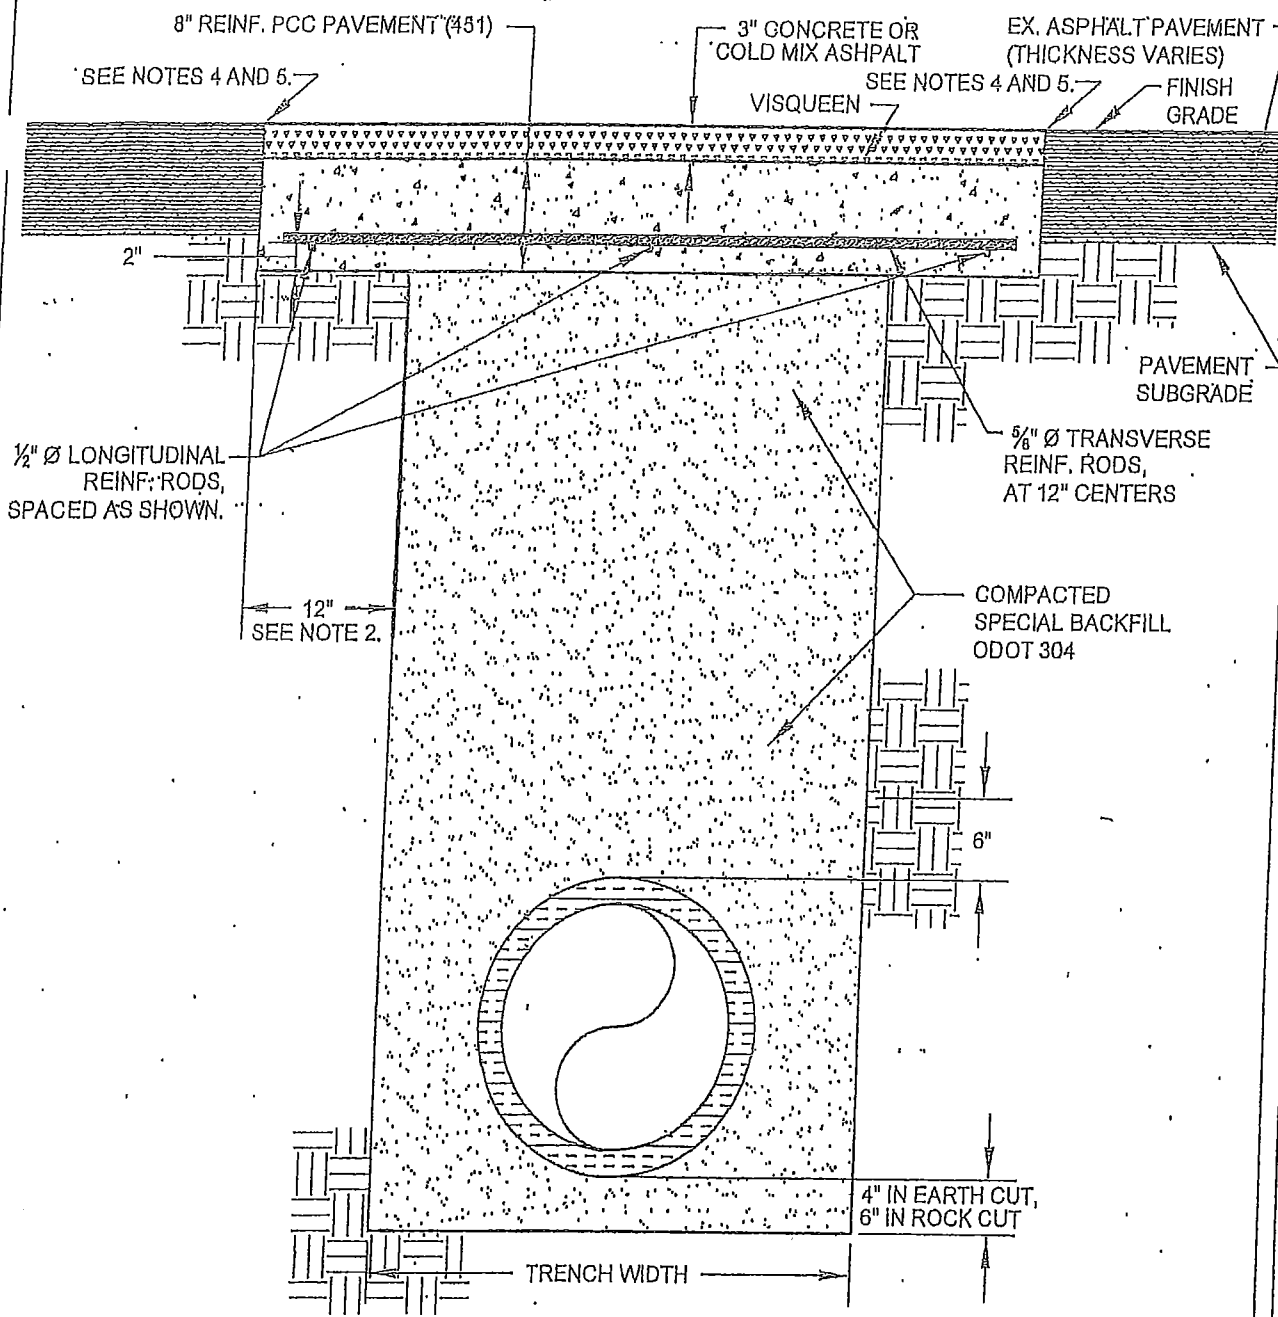 8" REINF. PCC PAVEMENT (451)
3" CONCRETE OR
COLD MIX ASHPALT
EX. ASPHALT PAVEMENT
(THICKNESS VARIES)
SEE NOTES 4 AND 5.
SEE NOTES 4 AND 5.
VISQUEEN
FINISH
GRADE
2"
PAVEMENT
SUBGRADE
½" Ø LONGITUDINAL
REINF. RODS,
SPACED AS SHOWN.
⅝" Ø TRANSVERSE
REINF. RODS,
AT 12" CENTERS
12"
SEE NOTE 2.
COMPACTED
SPECIAL BACKFILL
ODOT 304
6"
4" IN EARTH CUT,
6" IN ROCK CUT
TRENCH WIDTH